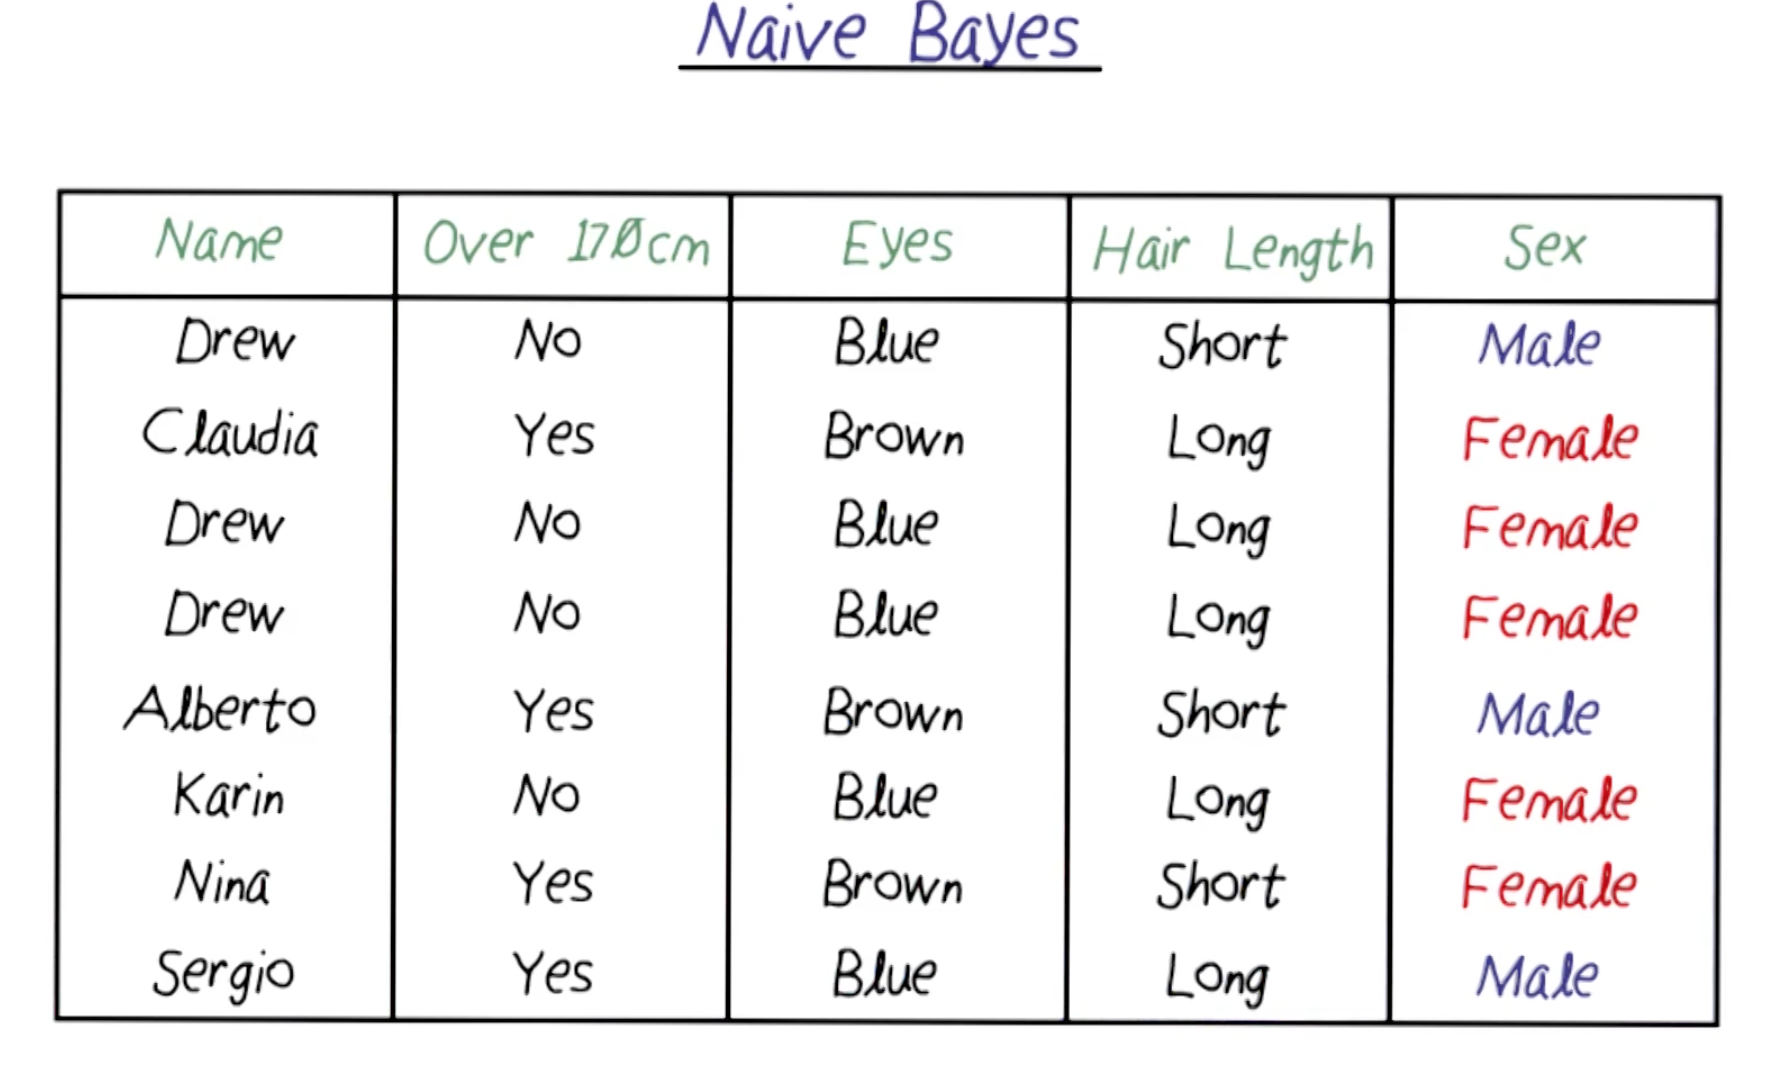 Naive Bayes
Name Over 170cm Eyes Hair Length Sex
Drew No Blue Short Male
Claudia Yes Brown Long Female
Drew No Blue Long Female
Drew No Blue Long Female
Alberto Yes Brown Short Male
Karin No Blue Long Female
Nina Yes Brown Short Female
Sergio Yes Blue Long Male